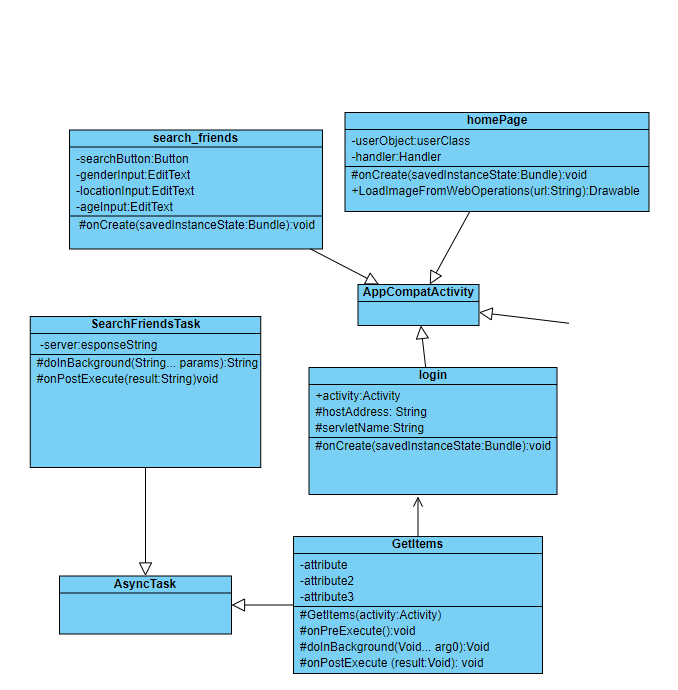 search_friends
-searchButton:Button
-genderInput:EditText
-locationInput:EditText
-ageInput:EditText
#onCreate(savedInstanceState:Bundle):void
homePage
-userObject:userClass
-handler:Handler
#onCreate(savedInstanceState:Bundle):void
+LoadImageFromWebOperations(url:String):Drawable
AppCompatActivity
SearchFriendsTask
-server:esponseString
#doInBackground(String... params):String
#onPostExecute(result:String)void
login
+activity:Activity
#hostAddress: String
#servletName:String
#onCreate(savedInstanceState:Bundle):void
AsyncTask
GetItems
-attribute
-attribute2
-attribute3
#GetItems(activity:Activity)
#onPreExecute():void
#doInBackground(Void... arg0):Void
#onPostExecute (result:Void): void